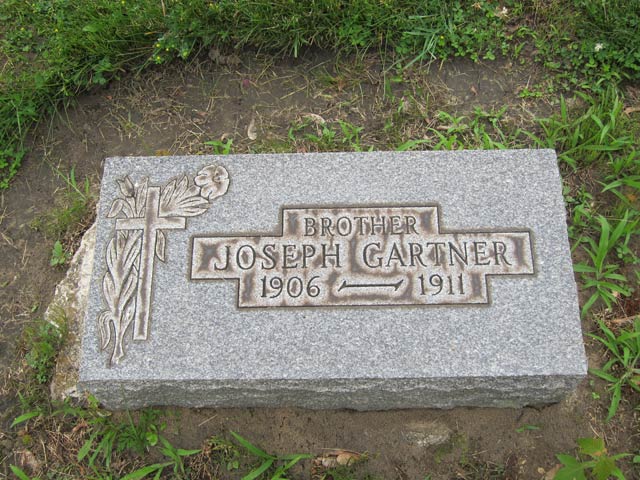 BROTHER
JOSEPH GARTNER
1906 — 1911